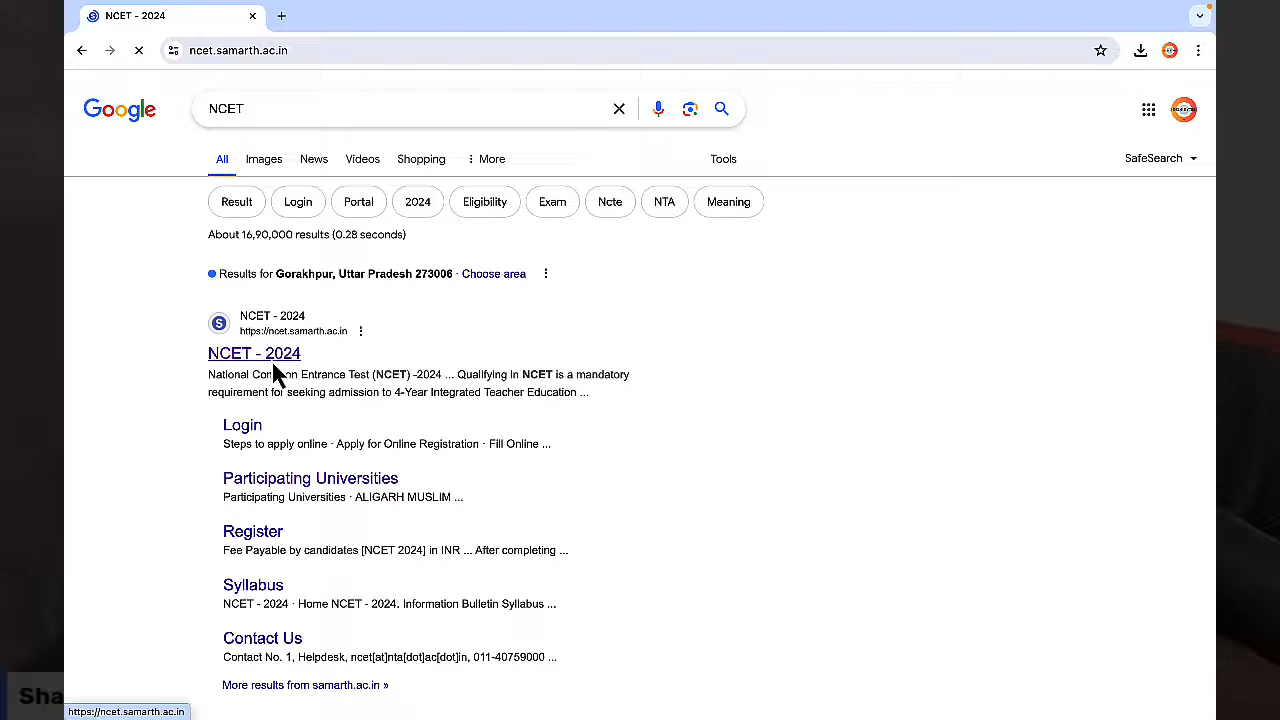 NCET - 2024
ncet.samarth.ac.in
Google
NCET
All Images News Videos Shopping More Tools
SafeSearch
Result Login Portal 2024 Eligibility Exam Ncte NTA Meaning
About 16,90,000 results (0.28 seconds)
Results for Gorakhpur, Uttar Pradesh 273006 · Choose area
S
NCET - 2024
https://ncet.samarth.ac.in
NCET - 2024
National Common Entrance Test (NCET) -2024 ... Qualifying In NCET is a mandatory
requirement for seeking admission to 4-Year Integrated Teacher Education ...
Login
Steps to apply online · Apply for Online Registration · Fill Online ...
Participating Universities
Participating Universities · ALIGARH MUSLIM ...
Register
Fee Payable by candidates [NCET 2024] in INR ... After completing ...
Syllabus
NCET - 2024 · Home NCET - 2024. Information Bulletin Syllabus ...
Contact Us
Contact No. 1, Helpdesk, ncet[at]nta[dot]ac[dot]in, 011-40759000 ...
More results from samarth.ac.in »
Sha
https://ncet.samarth.ac.in